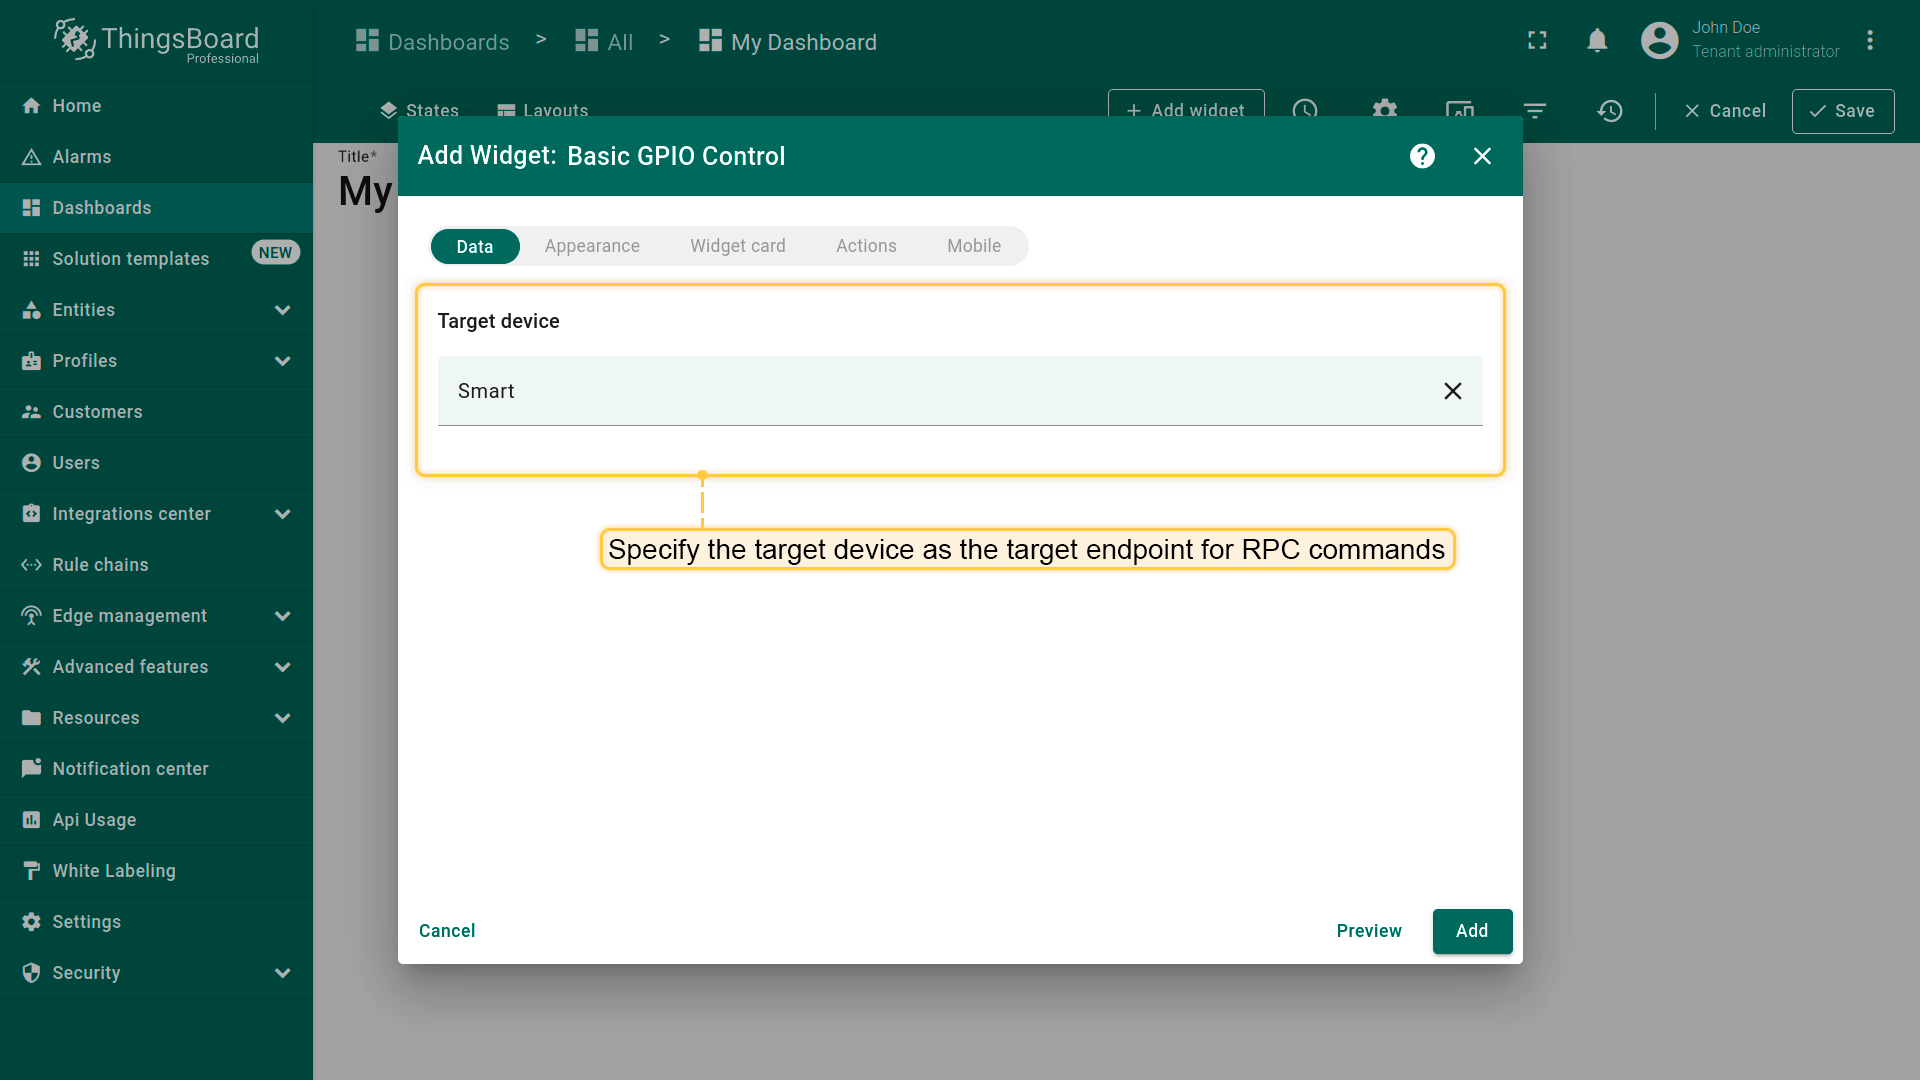 ThingsBoard
Professional
Dashboards > All > My Dashboard
John Doe
Tenant administrator
Home
Alarms
Dashboards
Solution templates NEW
Entities
Profiles
Customers
Users
Integrations center
Rule chains
Edge management
Advanced features
Resources
Notification center
Api Usage
White Labeling
Settings
Security
States Layouts + Add widget Cancel Save
Title*
My
Add Widget: Basic GPIO Control
Data Appearance Widget card Actions Mobile
Target device
Smart
Specify the target device as the target endpoint for RPC commands
Cancel Preview Add